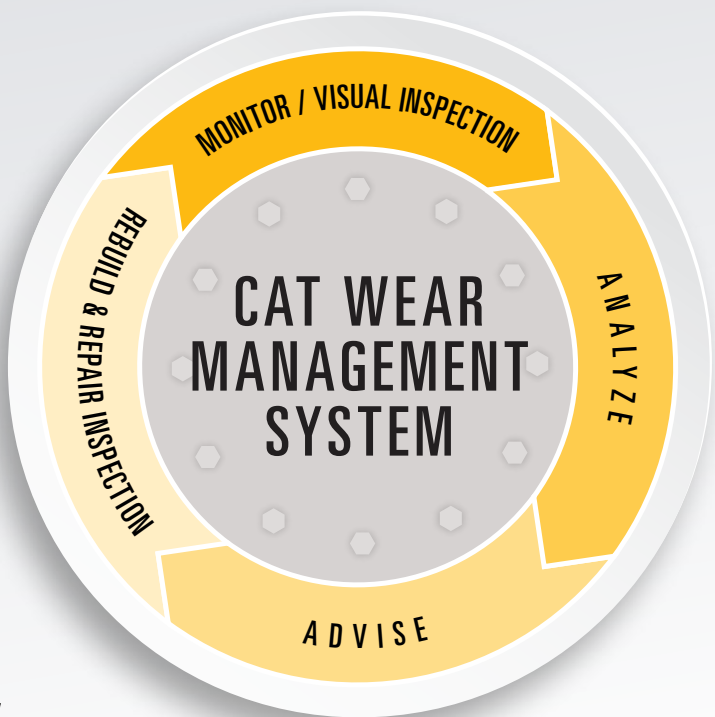 MONITOR / VISUAL INSPECTION
ANALYZE
ADVISE
REBUILD & REPAIR INSPECTION
CAT WEAR
MANAGEMENT
SYSTEM